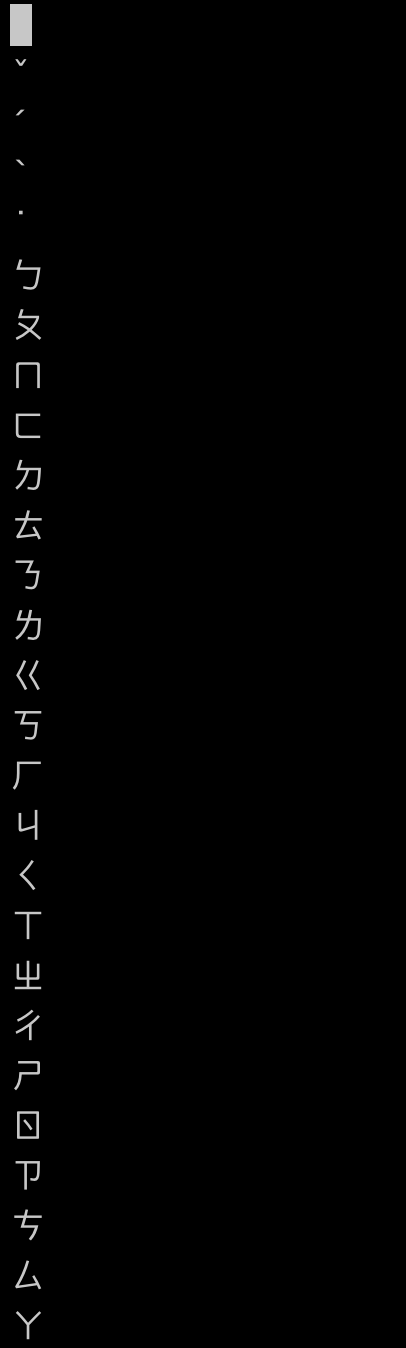 ˇ
ˊ
ˋ
˙
ㄅ
ㄆ
ㄇ
ㄈ
ㄉ
ㄊ
ㄋ
ㄌ
ㄍ
ㄎ
ㄏ
ㄐ
ㄑ
ㄒ
ㄓ
ㄔ
ㄕ
ㄖ
ㄗ
ㄘ
ㄙ
ㄚ